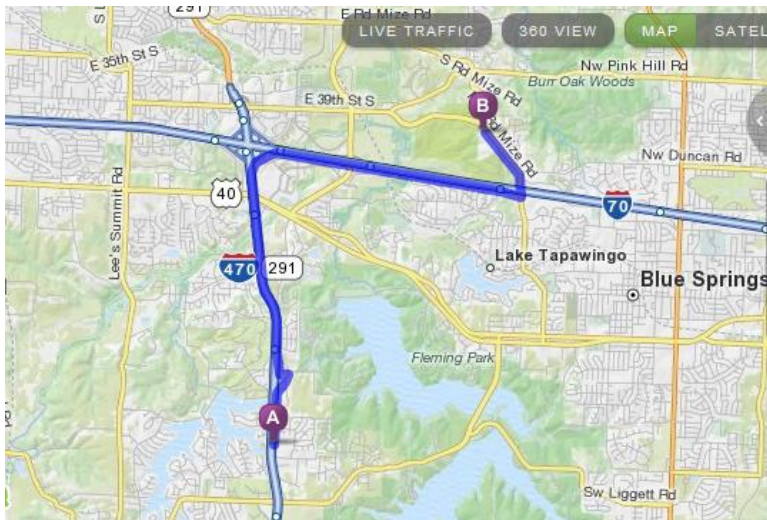 291
E Rd Mize Rd
LIVE TRAFFIC
360 VIEW
MAP
SATEL
E 35th St S
S Rd Mize Rd
Nw Pink Hill Rd
Burr Oak Woods
E 39th St S
B
Rd Mize Rd
Nw Duncan Rd
40
70
Lee's Summit Rd
470
291
Lake Tapawingo
Blue Springs
Fleming Park
A
Sw Liggett Rd